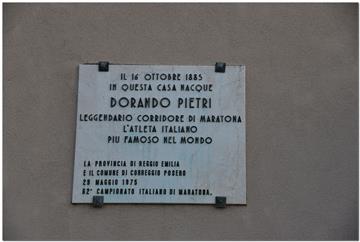 IL 16 OTTOBRE 1885
IN QUESTA CASA NACQUE
DORANDO PIETRI
LEGGENDARIO CORRIDORE DI MARATONA
L'ATLETA ITALIANO
PIU FAMOSO NEL MONDO
LA PROVINCIA DI REGGIO EMILIA
E IL COMUNE DI CORREGGIO POSERO
28 MAGGIO 1975
62° CAMPIONATO ITALIANO DI MARATONA.